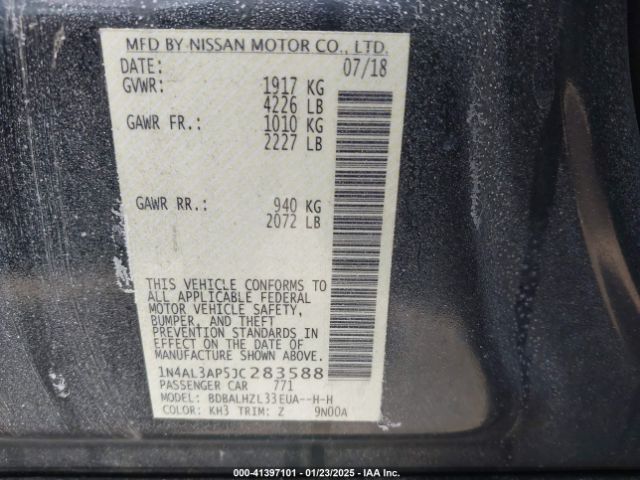 MFD BY NISSAN MOTOR CO., LTD.
DATE: 07/18
GVWR: 1917 KG
4226 LB
GAWR FR.: 1010 KG
2227 LB
GAWR RR.: 940 KG
2072 LB
THIS VEHICLE CONFORMS TO
ALL APPLICABLE FEDERAL
MOTOR VEHICLE SAFETY,
BUMPER, AND THEFT
PREVENTION STANDARDS IN
EFFECT ON THE DATE OF
MANUFACTURE SHOWN ABOVE.
1N4AL3AP5JC283588
PASSENGER CAR 771
MODEL: BDBALHZL33EUA--H-H
COLOR: KH3 TRIM: Z 9N00A
000-41397101 — 01/23/2025 — IAA Inc.